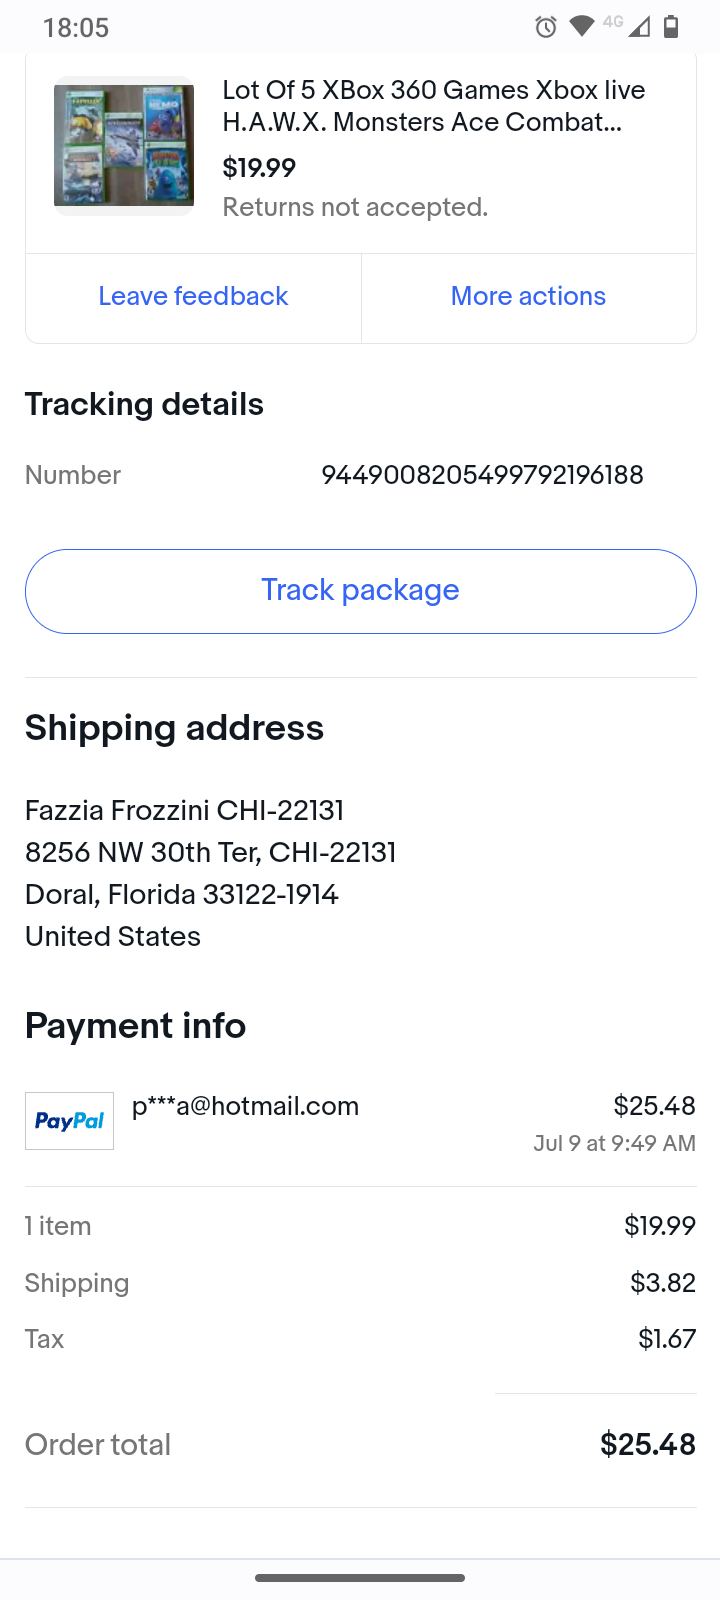 18:05
4G
Lot Of 5 XBox 360 Games Xbox live
H.A.W.X. Monsters Ace Combat...
$19.99
Returns not accepted.
Leave feedback
More actions
Tracking details
Number 9449008205499792196188
Track package
Shipping address
Fazzia Frozzini CHI-22131
8256 NW 30th Ter, CHI-22131
Doral, Florida 33122-1914
United States
Payment info
PayPal p***a@hotmail.com $25.48
Jul 9 at 9:49 AM
1 item $19.99
Shipping $3.82
Tax $1.67
Order total $25.48